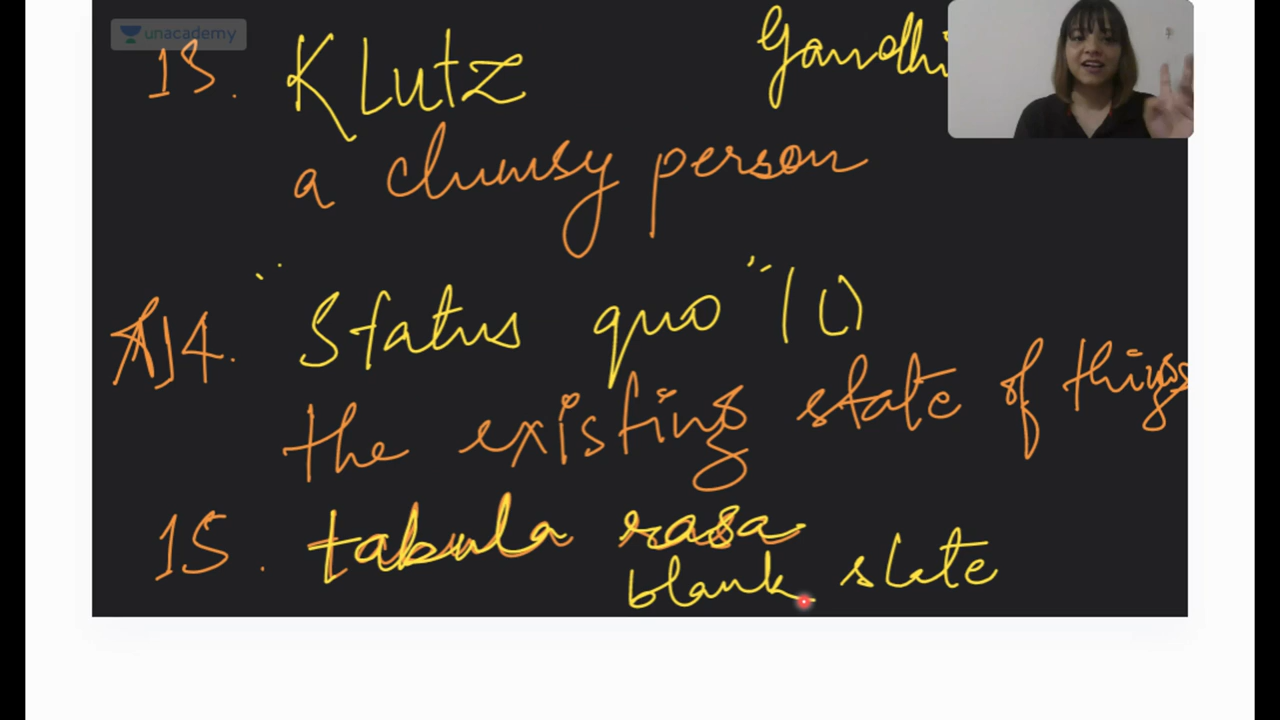 unacademy
13. Klutz
Gandhi
a clumsy person
14. "Status quo" / ()
the existing state of things
15. tabula rasa
blank slate